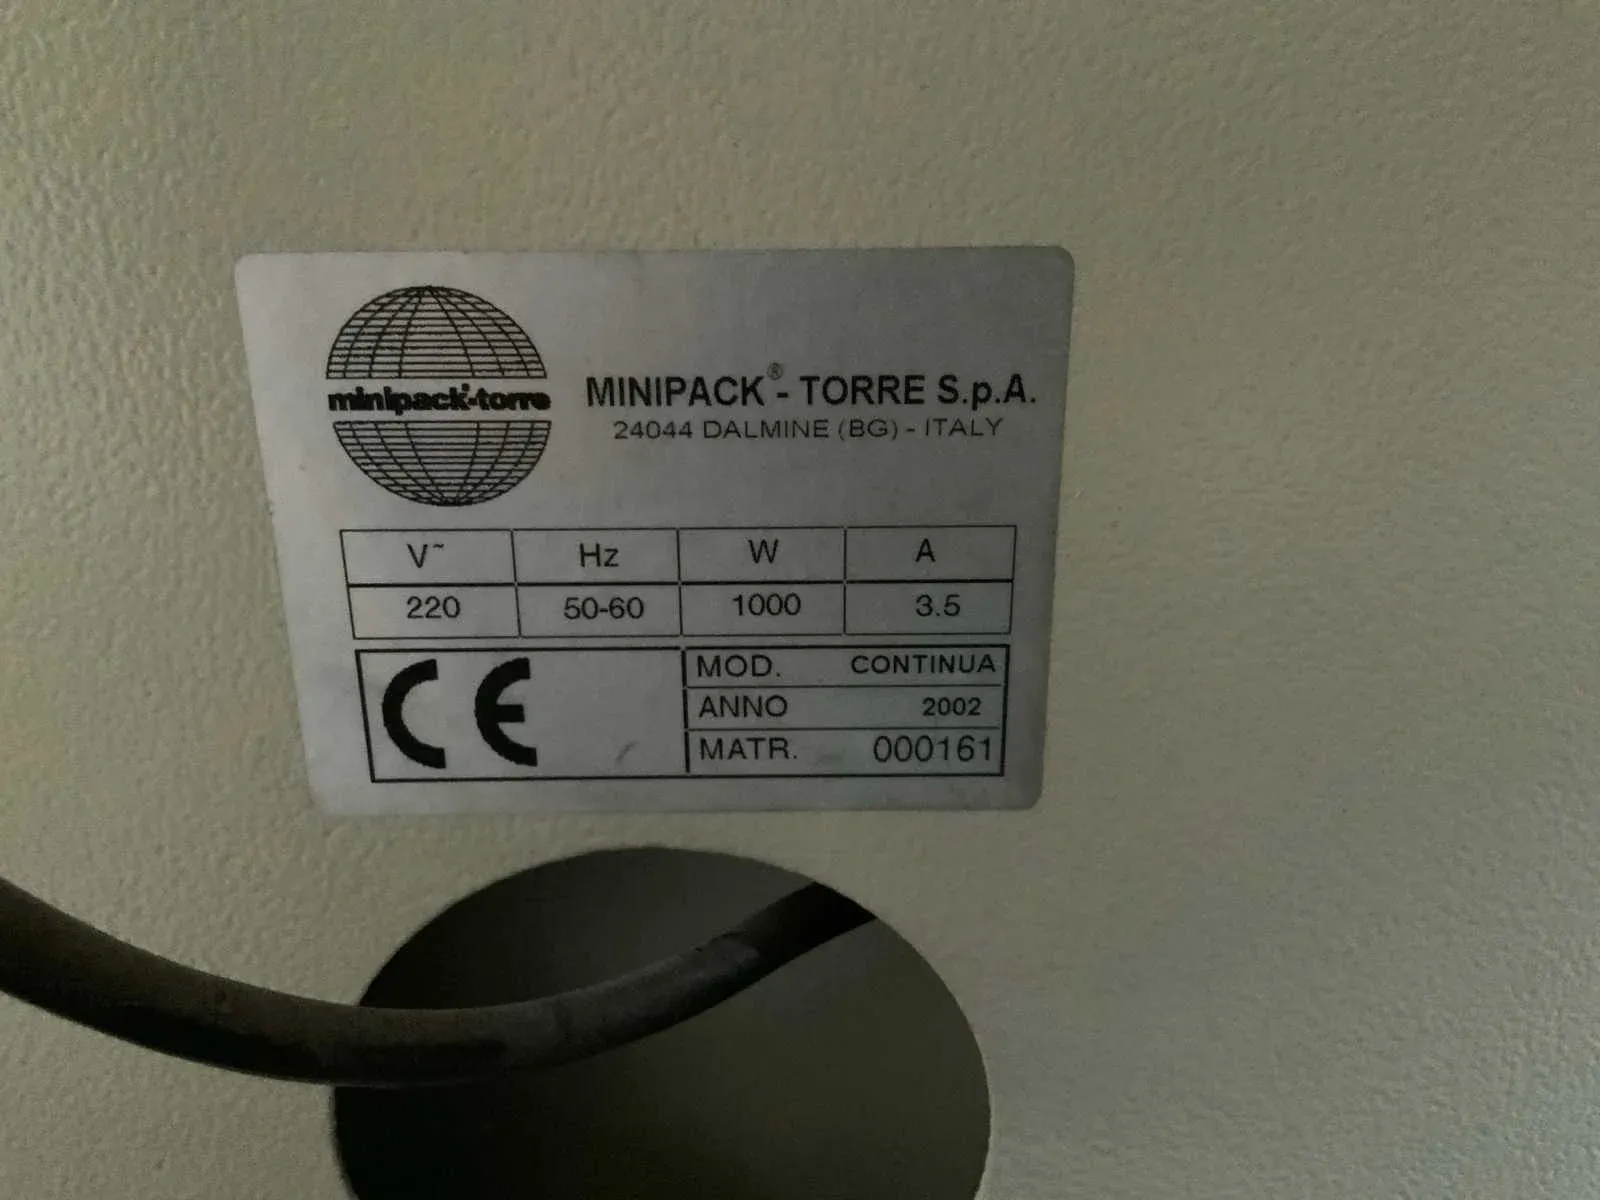 minipack®-torre
MINIPACK® - TORRE S.p.A.
24044 DALMINE (BG) - ITALY
V~ Hz W A
220 50-60 1000 3.5
CE
MOD. CONTINUA
ANNO 2002
MATR. 000161